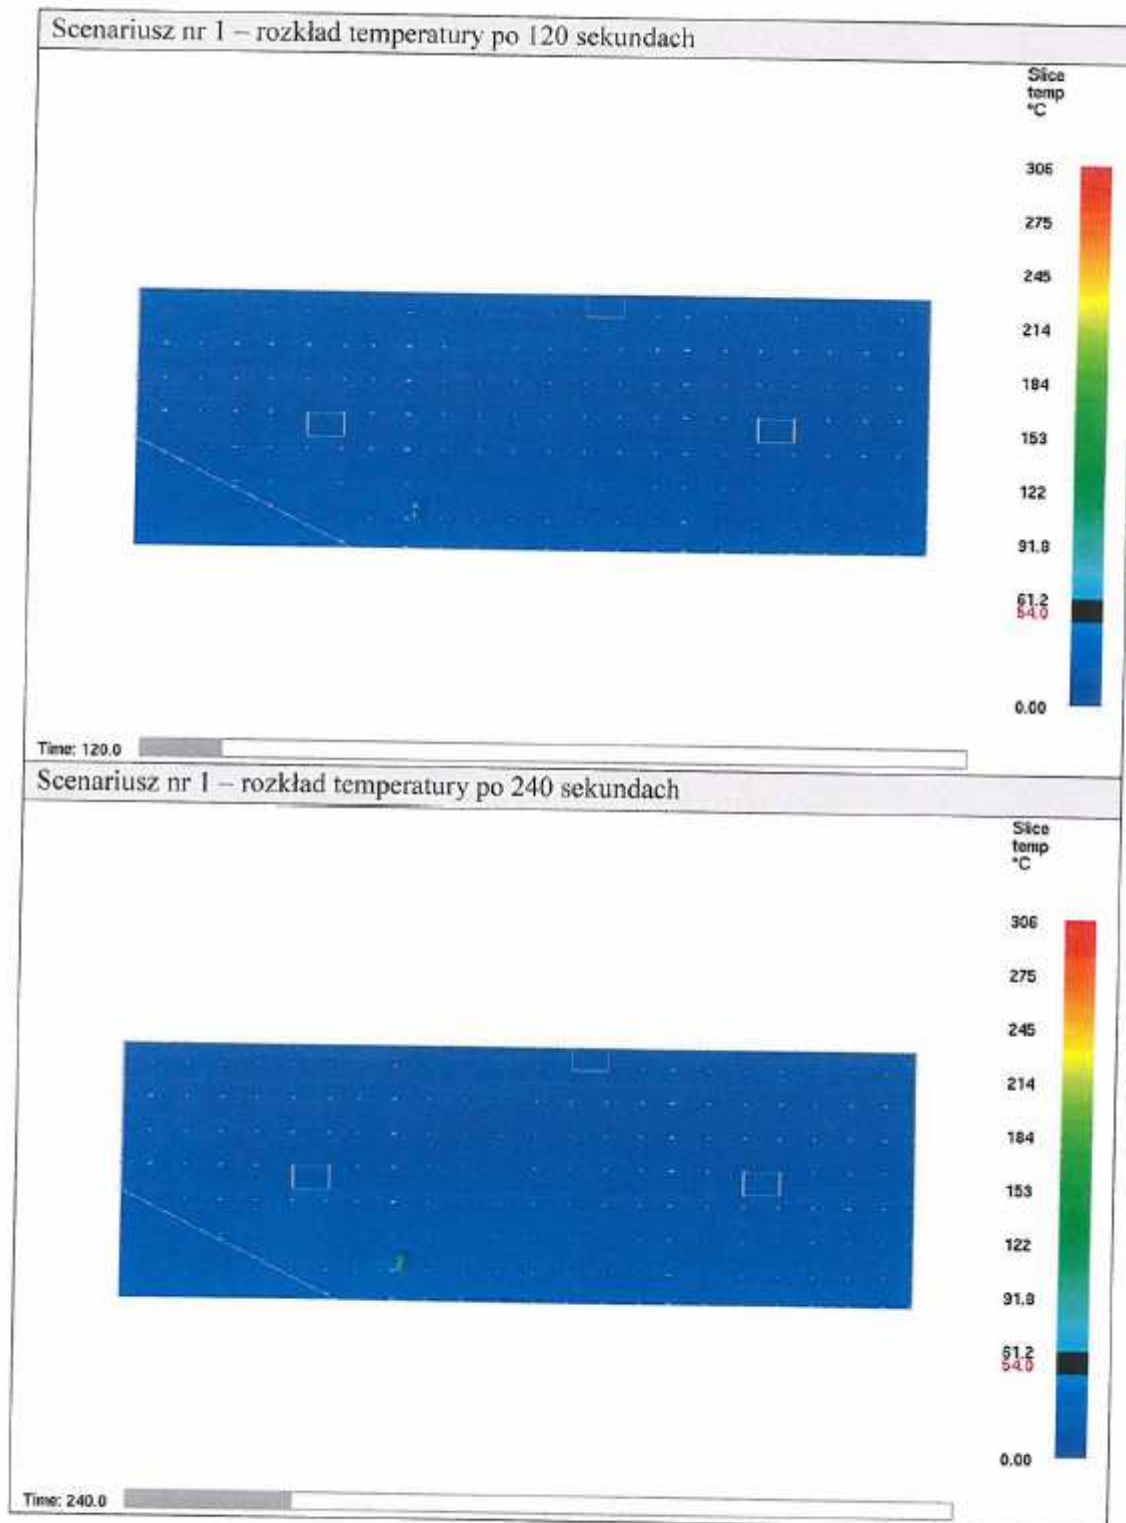 Scenariusz nr 1 – rozkład temperatury po 120 sekundach
Slice
temp
°C
306
275
245
214
184
153
122
91.8
61.2
54.0
0.00
Time: 120.0
Scenariusz nr 1 – rozkład temperatury po 240 sekundach
Slice
temp
°C
306
275
245
214
184
153
122
91.8
61.2
54.0
0.00
Time: 240.0